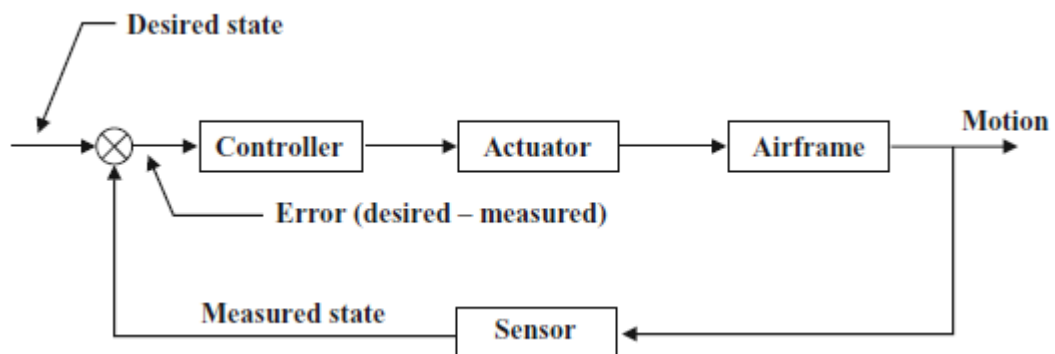 Desired state
Motion
Controller
Actuator
Airframe
Error (desired – measured)
Measured state
Sensor